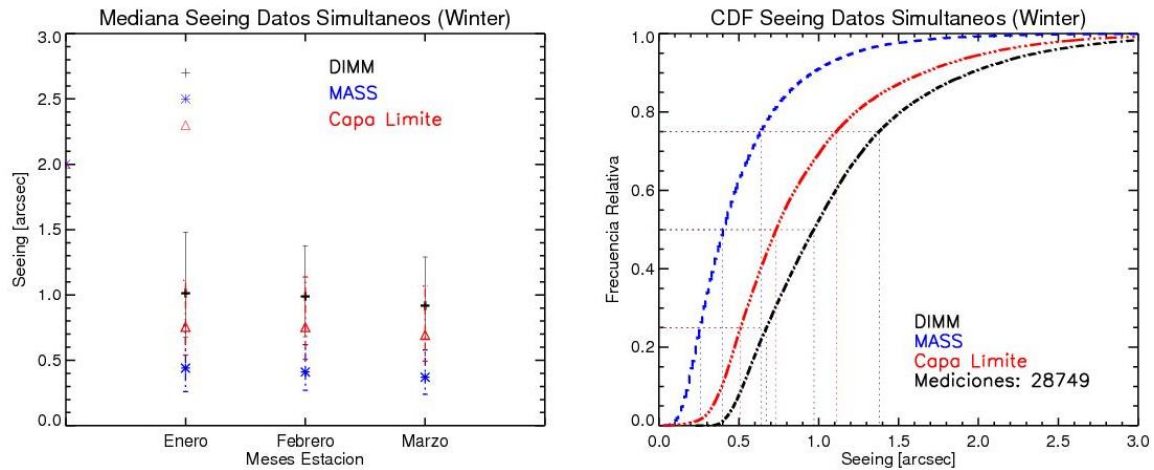 Mediana Seeing Datos Simultaneos (Winter)
3.0
2.5
2.0
1.5
1.0
0.5
0.0
Seeing [arcsec]
DIMM
MASS
Capa Limite
Enero
Febrero
Marzo
Meses Estacion
CDF Seeing Datos Simultaneos (Winter)
1.0
0.8
0.6
0.4
0.2
0.0
Frecuencia Relativa
DIMM
MASS
Capa Limite
Mediciones: 28749
0.0
0.5
1.0
1.5
2.0
2.5
3.0
Seeing [arcsec]